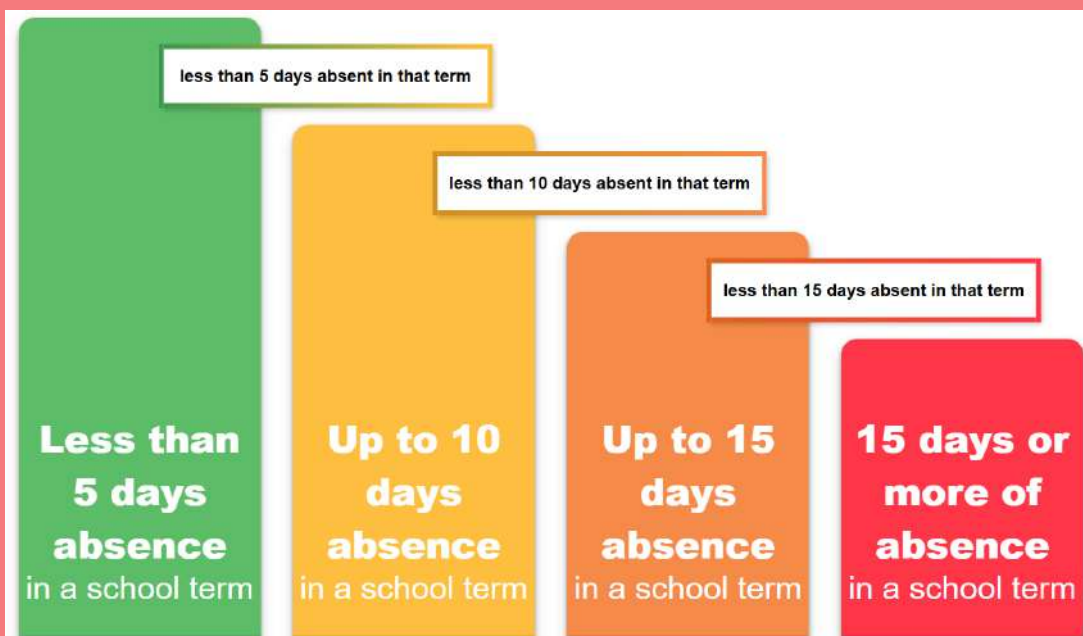 less than 5 days absent in that term
less than 10 days absent in that term
less than 15 days absent in that term
Less than
5 days
absence
in a school term
Up to 10
days
absence
in a school term
Up to 15
days
absence
in a school term
15 days or
more of
absence
in a school term